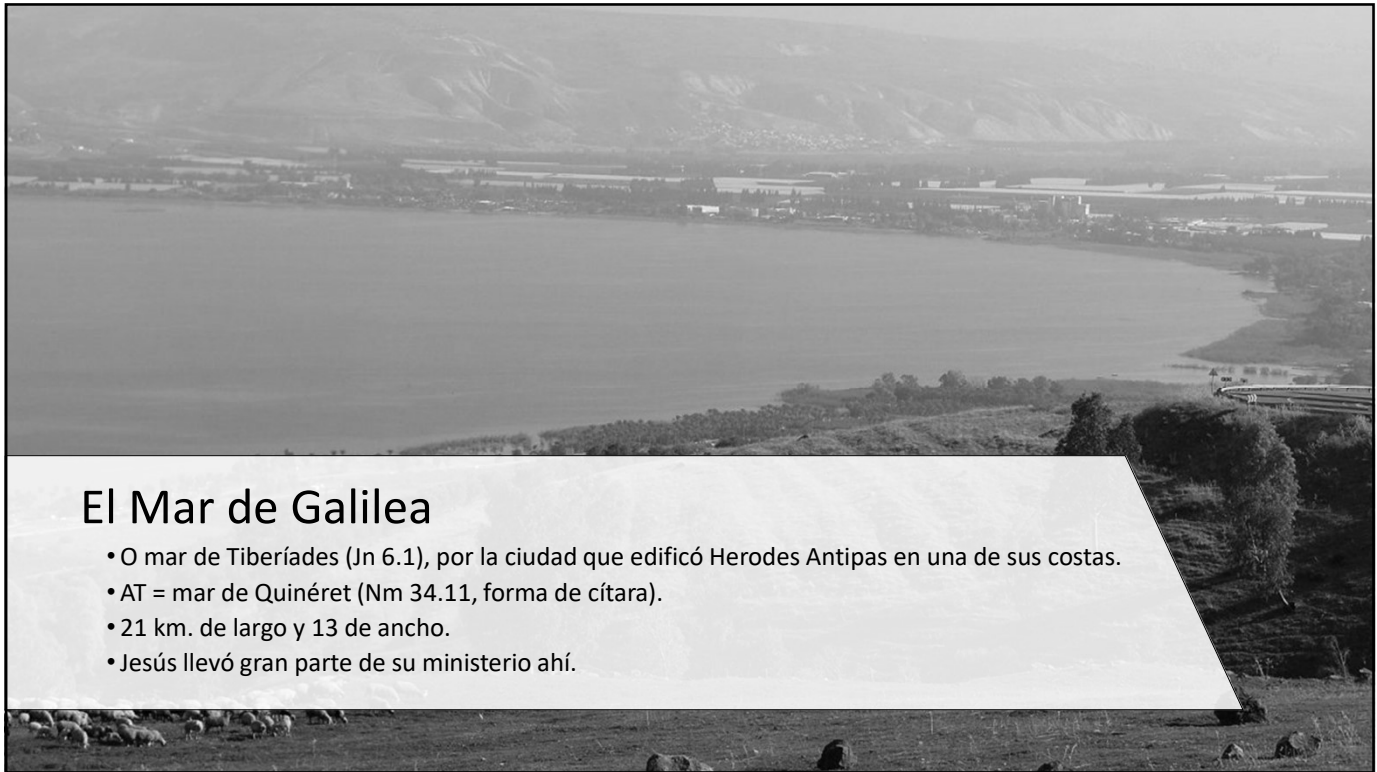 El Mar de Galilea
• O mar de Tiberíades (Jn 6.1), por la ciudad que edificó Herodes Antipas en una de sus costas.
• AT = mar de Quinéret (Nm 34.11, forma de cítara).
• 21 km. de largo y 13 de ancho.
• Jesús llevó gran parte de su ministerio ahí.